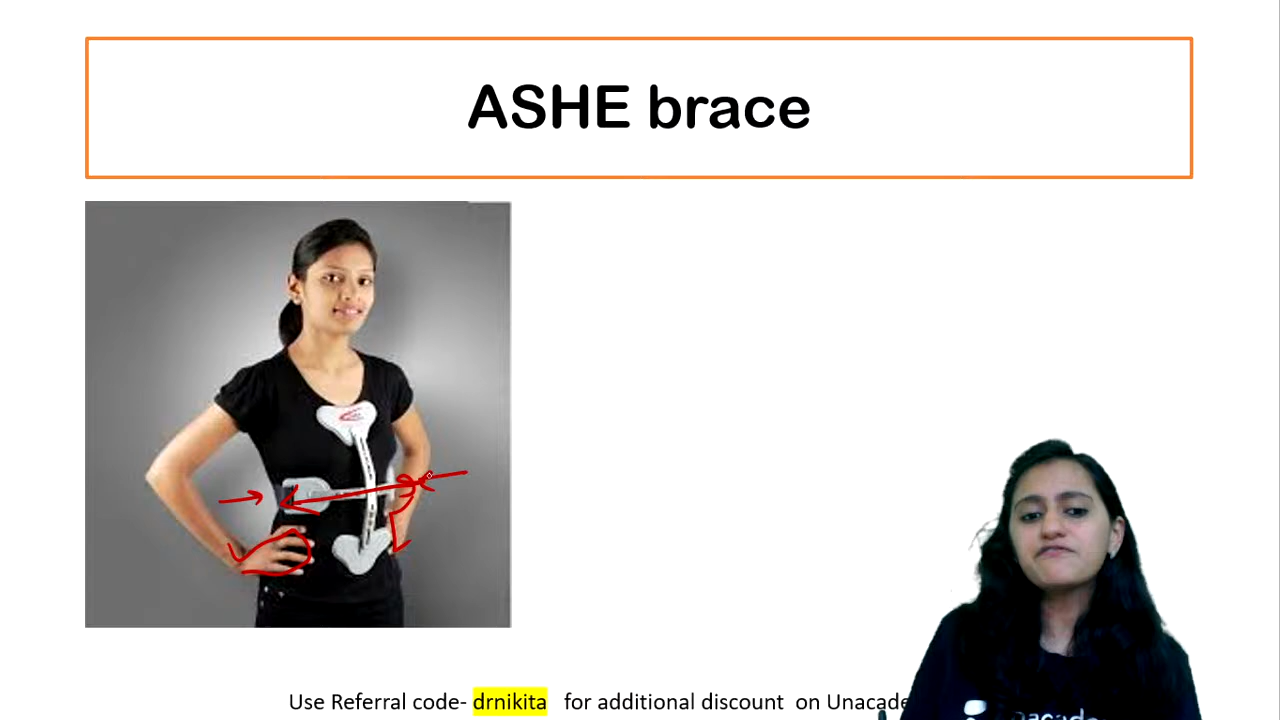 ASHE brace
Use Referral code- drnikita for additional discount on Unacade